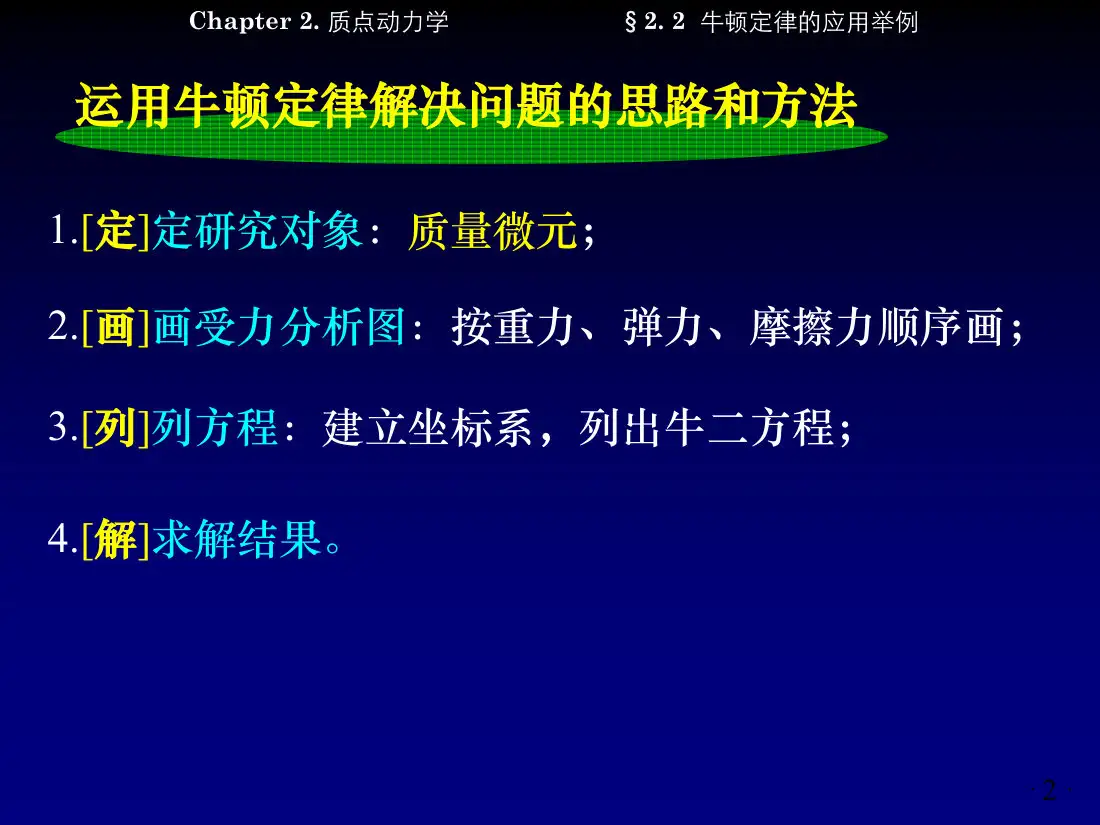 Chapter 2. 质点动力学 §2. 2 牛顿定律的应用举例
运用牛顿定律解决问题的思路和方法
1.[定]定研究对象：质量微元；
2.[画]画受力分析图：按重力、弹力、摩擦力顺序画；
3.[列]列方程：建立坐标系，列出牛二方程；
4.[解]求解结果。
2